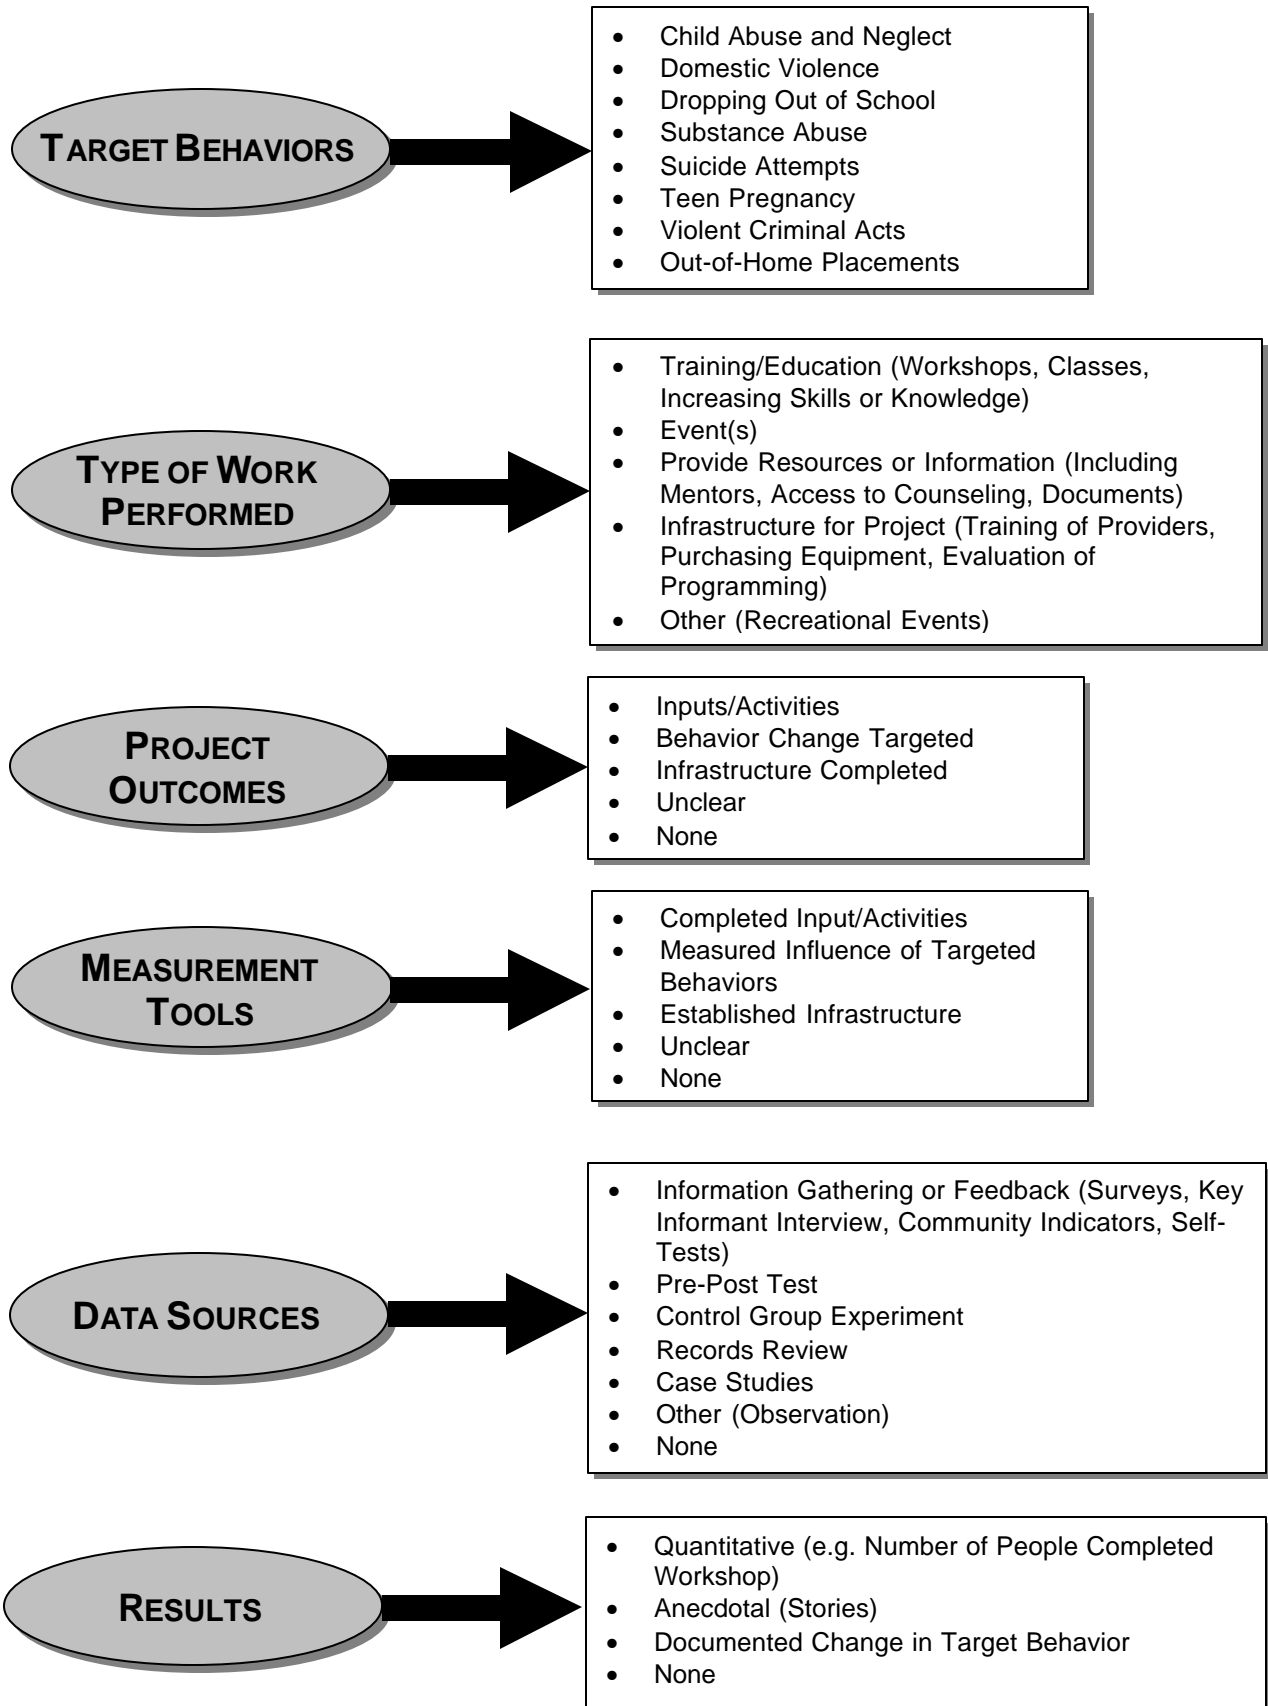 TARGET BEHAVIORS
• Child Abuse and Neglect
• Domestic Violence
• Dropping Out of School
• Substance Abuse
• Suicide Attempts
• Teen Pregnancy
• Violent Criminal Acts
• Out-of-Home Placements
TYPE OF WORK
PERFORMED
• Training/Education (Workshops, Classes,
Increasing Skills or Knowledge)
• Event(s)
• Provide Resources or Information (Including
Mentors, Access to Counseling, Documents)
• Infrastructure for Project (Training of Providers,
Purchasing Equipment, Evaluation of
Programming)
• Other (Recreational Events)
PROJECT
OUTCOMES
• Inputs/Activities
• Behavior Change Targeted
• Infrastructure Completed
• Unclear
• None
MEASUREMENT
TOOLS
• Completed Input/Activities
• Measured Influence of Targeted
Behaviors
• Established Infrastructure
• Unclear
• None
DATA SOURCES
• Information Gathering or Feedback (Surveys, Key
Informant Interview, Community Indicators, Self-
Tests)
• Pre-Post Test
• Control Group Experiment
• Records Review
• Case Studies
• Other (Observation)
• None
RESULTS
• Quantitative (e.g. Number of People Completed
Workshop)
• Anecdotal (Stories)
• Documented Change in Target Behavior
• None